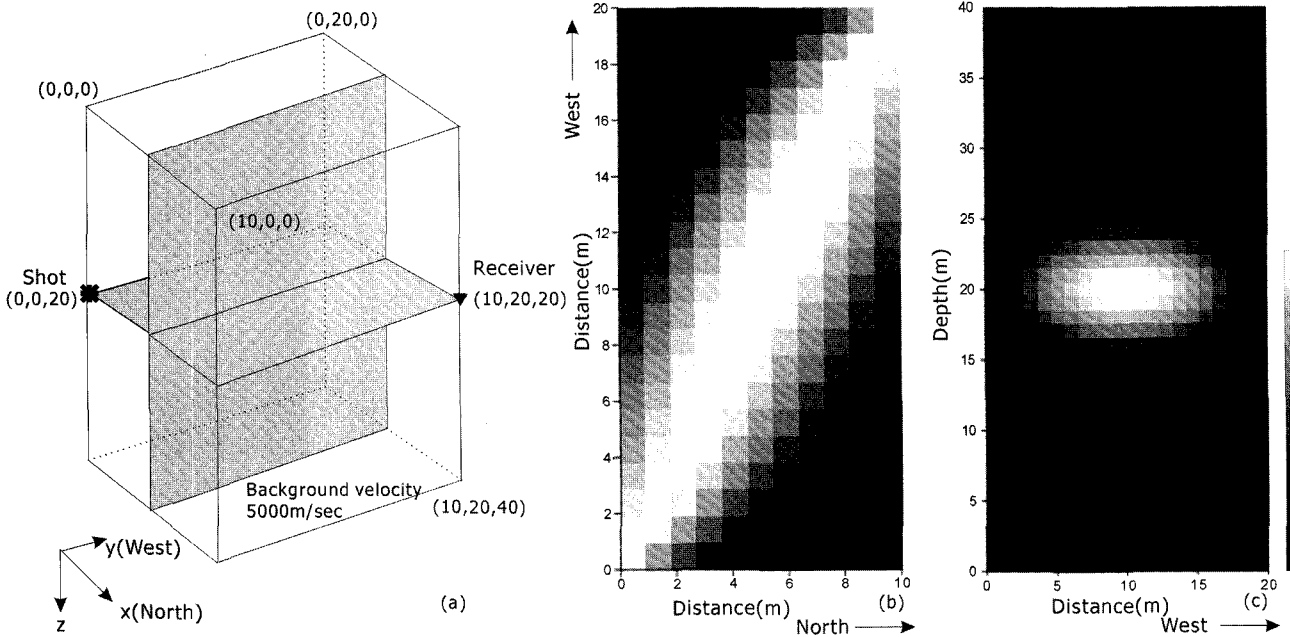 (0,20,0)
(0,0,0)
(10,0,0)
Shot
(0,0,20)
Receiver
(10,20,20)
Background velocity
5000m/sec
(10,20,40)
y(West)
x(North)
z
(a)
West
Distance(m)
20
18
16
14
12
10
8
6
4
2
0
0 2 4 6 8 10
Distance(m)
(b)
North
Depth(m)
40
35
30
25
20
15
10
5
0
0 5 10 15 20
Distance(m)
(c)
West